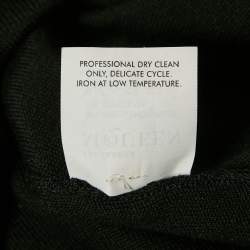 PROFESSIONAL DRY CLEAN
ONLY, DELICATE CYCLE.
IRON AT LOW TEMPERATURE.